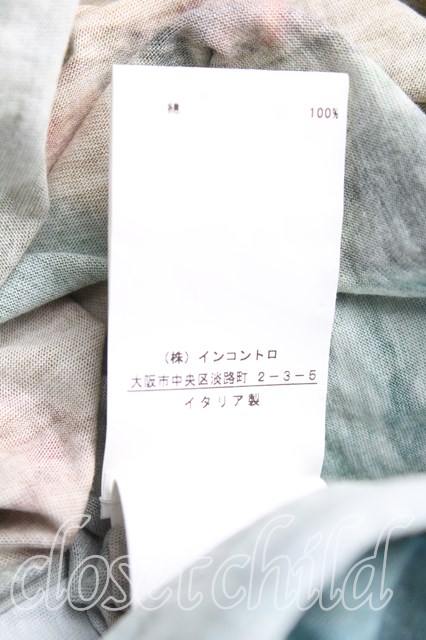 綿 100%
(株) インコントロ
大阪市中央区淡路町 2-3-5
イタリア製
closetchild